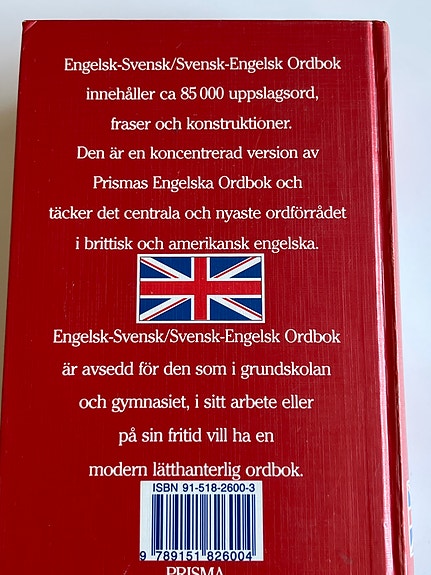 Engelsk-Svensk/Svensk-Engelsk Ordbok
innehåller ca 85 000 uppslagsord,
fraser och konstruktioner.
Den är en koncentrerad version av
Prismas Engelska Ordbok och
täcker det centrala och nyaste ordförrådet
i brittisk och amerikansk engelska.
Engelsk-Svensk/Svensk-Engelsk Ordbok
är avsedd för den som i grundskolan
och gymnasiet, i sitt arbete eller
på sin fritid vill ha en
modern lätthanterlig ordbok.
ISBN 91-518-2600-3
9 789151 826004
PRISMA